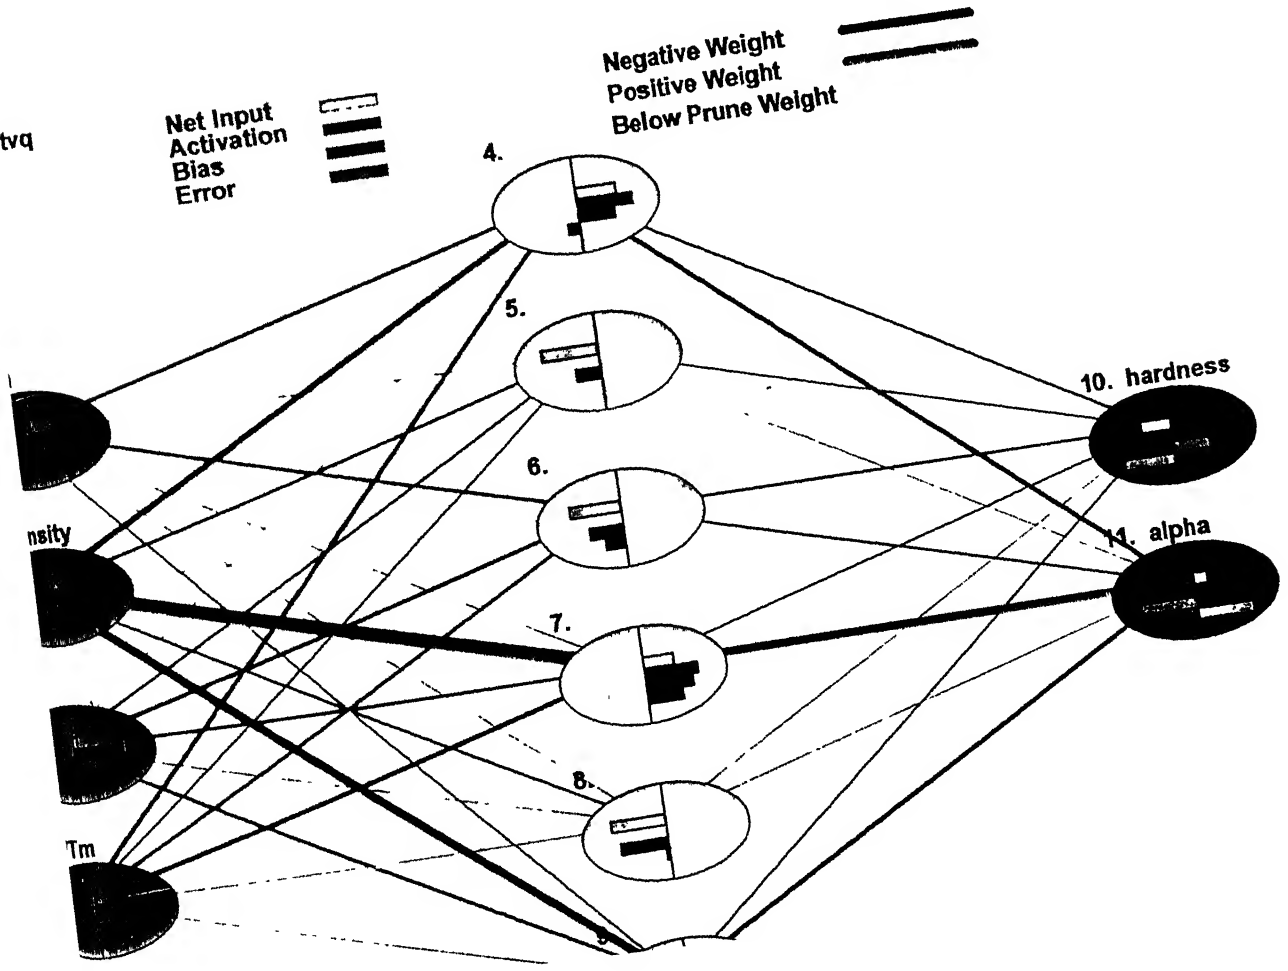 Negative Weight
Positive Weight
Below Prune Weight
tvq
Net Input
Activation
Bias
Error
4.
5.
10. hardness
6.
nsity
11. alpha
7.
8.
Tm
9